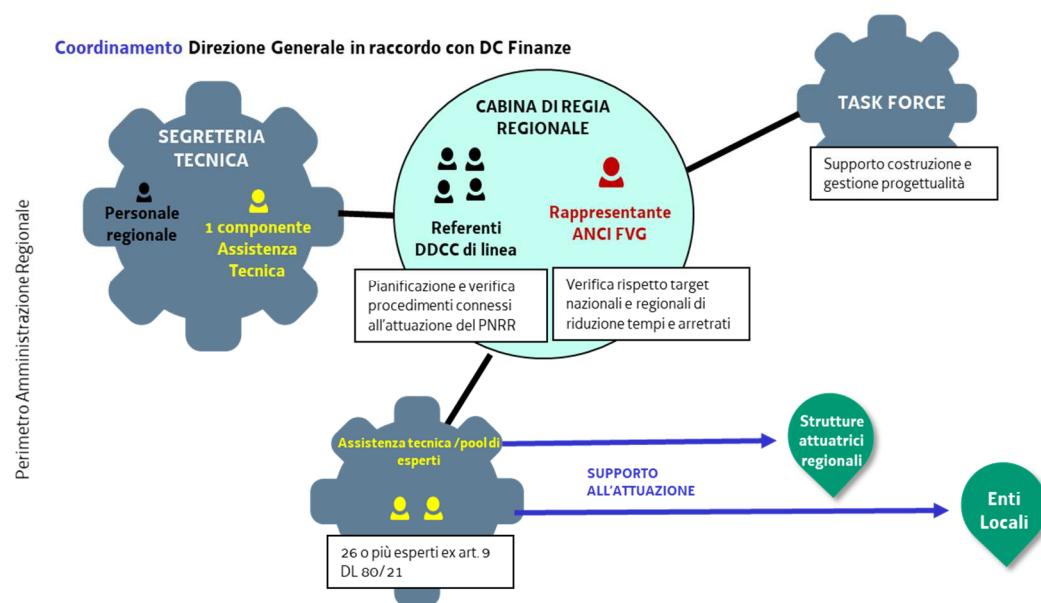 Coordinamento Direzione Generale in raccordo con DC Finanze
SEGRETERIA
TECNICA
Personale
regionale
1 componente
Assistenza
Tecnica
CABINA DI REGIA
REGIONALE
Referenti
DDCC di linea
Rappresentante
ANCI FVG
Pianificazione e verifica
procedimenti connessi
all'attuazione del PNRR
Verifica rispetto target
nazionali e regionali di
riduzione tempi e arretrati
TASK FORCE
Supporto costruzione e
gestione progettualità
Perimetro Amministrazione Regionale
Assistenza tecnica /pool di
esperti
26 o più esperti ex art. 9
DL 80/21
SUPPORTO
ALL'ATTUAZIONE
Strutture
attuatrici
regionali
Enti
Locali